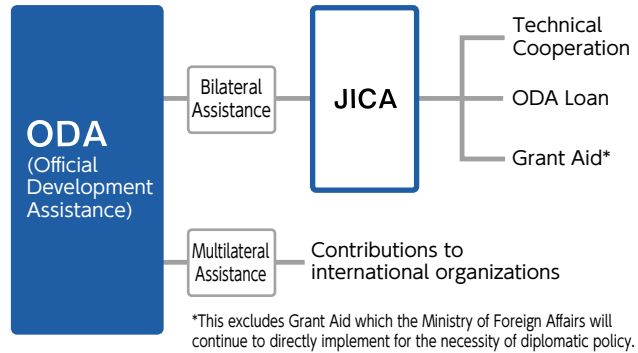 ODA
(Official
Development
Assistance)
Bilateral
Assistance
JICA
Technical
Cooperation
ODA Loan
Grant Aid*
Multilateral
Assistance
Contributions to
international organizations
*This excludes Grant Aid which the Ministry of Foreign Affairs will
continue to directly implement for the necessity of diplomatic policy.